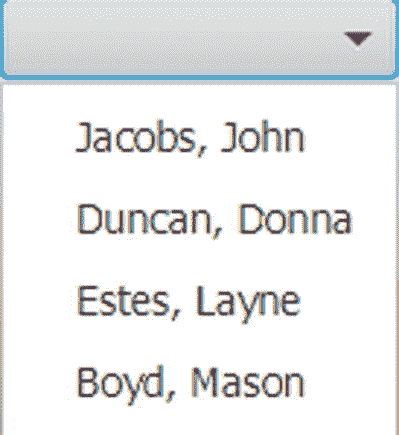 Jacobs, John
Duncan, Donna
Estes, Layne
Boyd, Mason